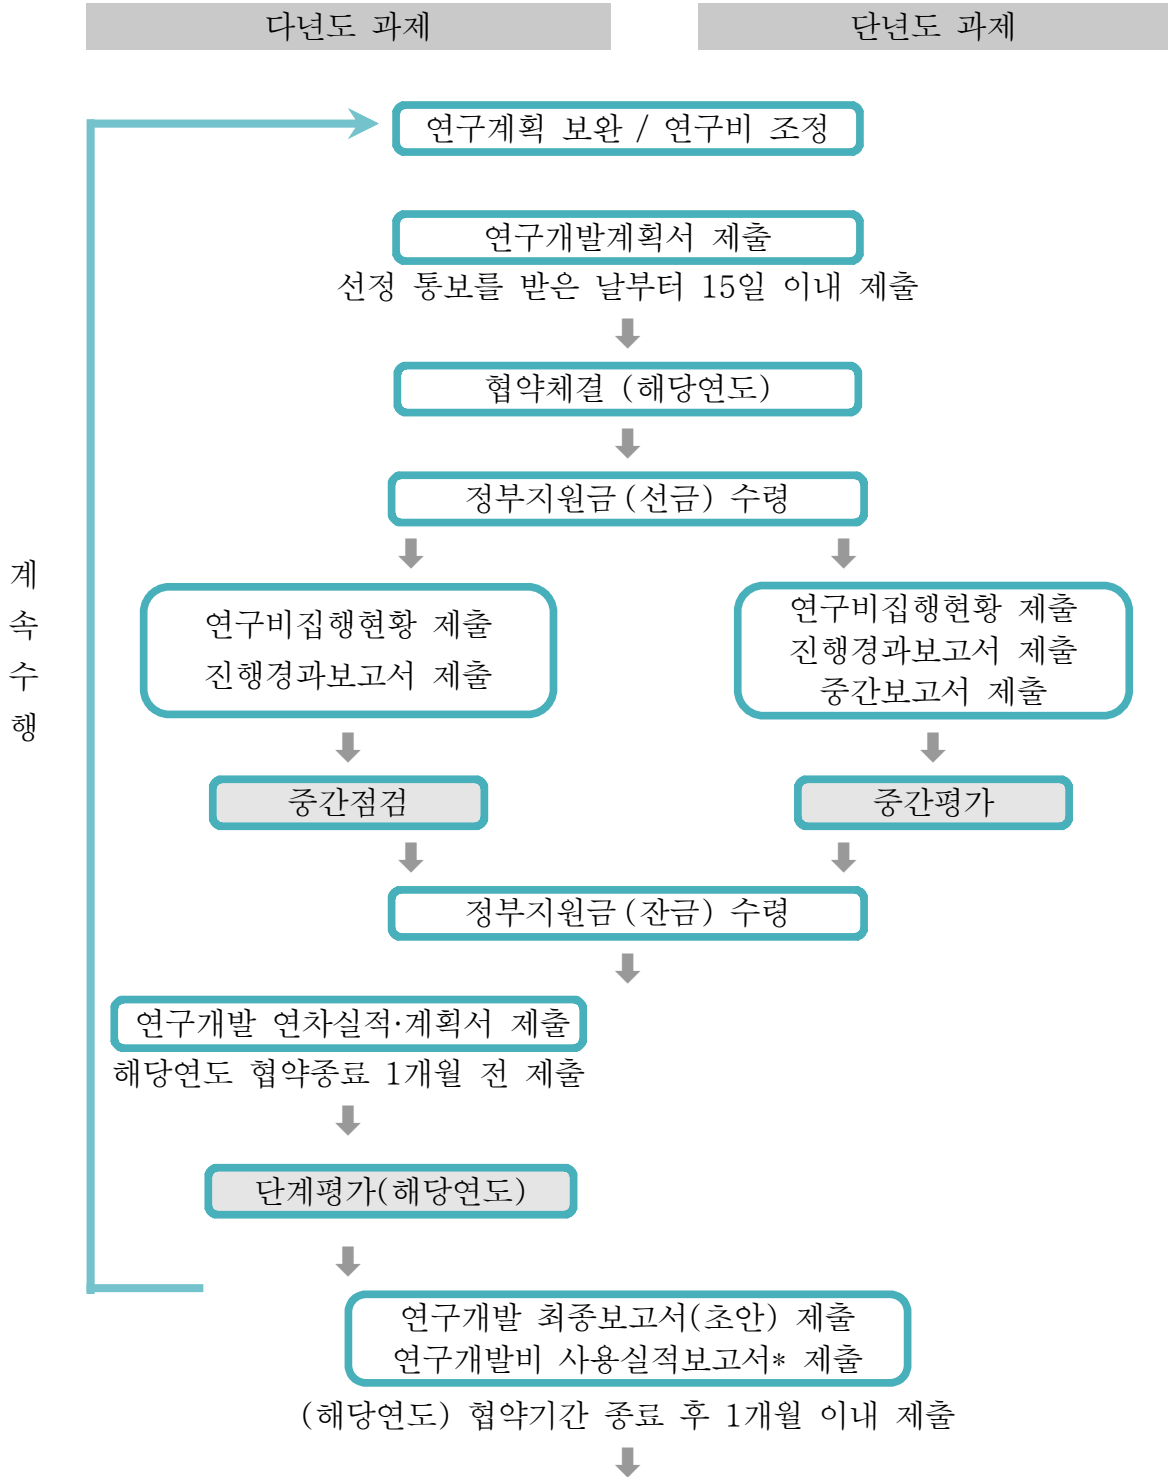 다년도 과제
단년도 과제
연구계획 보완 / 연구비 조정
연구개발계획서 제출
선정 통보를 받은 날부터 15일 이내 제출
협약체결 (해당연도)
정부지원금(선금) 수령
계
속
수
행
연구비집행현황 제출
진행경과보고서 제출
연구비집행현황 제출
진행경과보고서 제출
중간보고서 제출
중간점검
중간평가
정부지원금(잔금) 수령
연구개발 연차실적·계획서 제출
해당연도 협약종료 1개월 전 제출
단계평가(해당연도)
연구개발 최종보고서(초안) 제출
연구개발비 사용실적보고서* 제출
(해당연도) 협약기간 종료 후 1개월 이내 제출